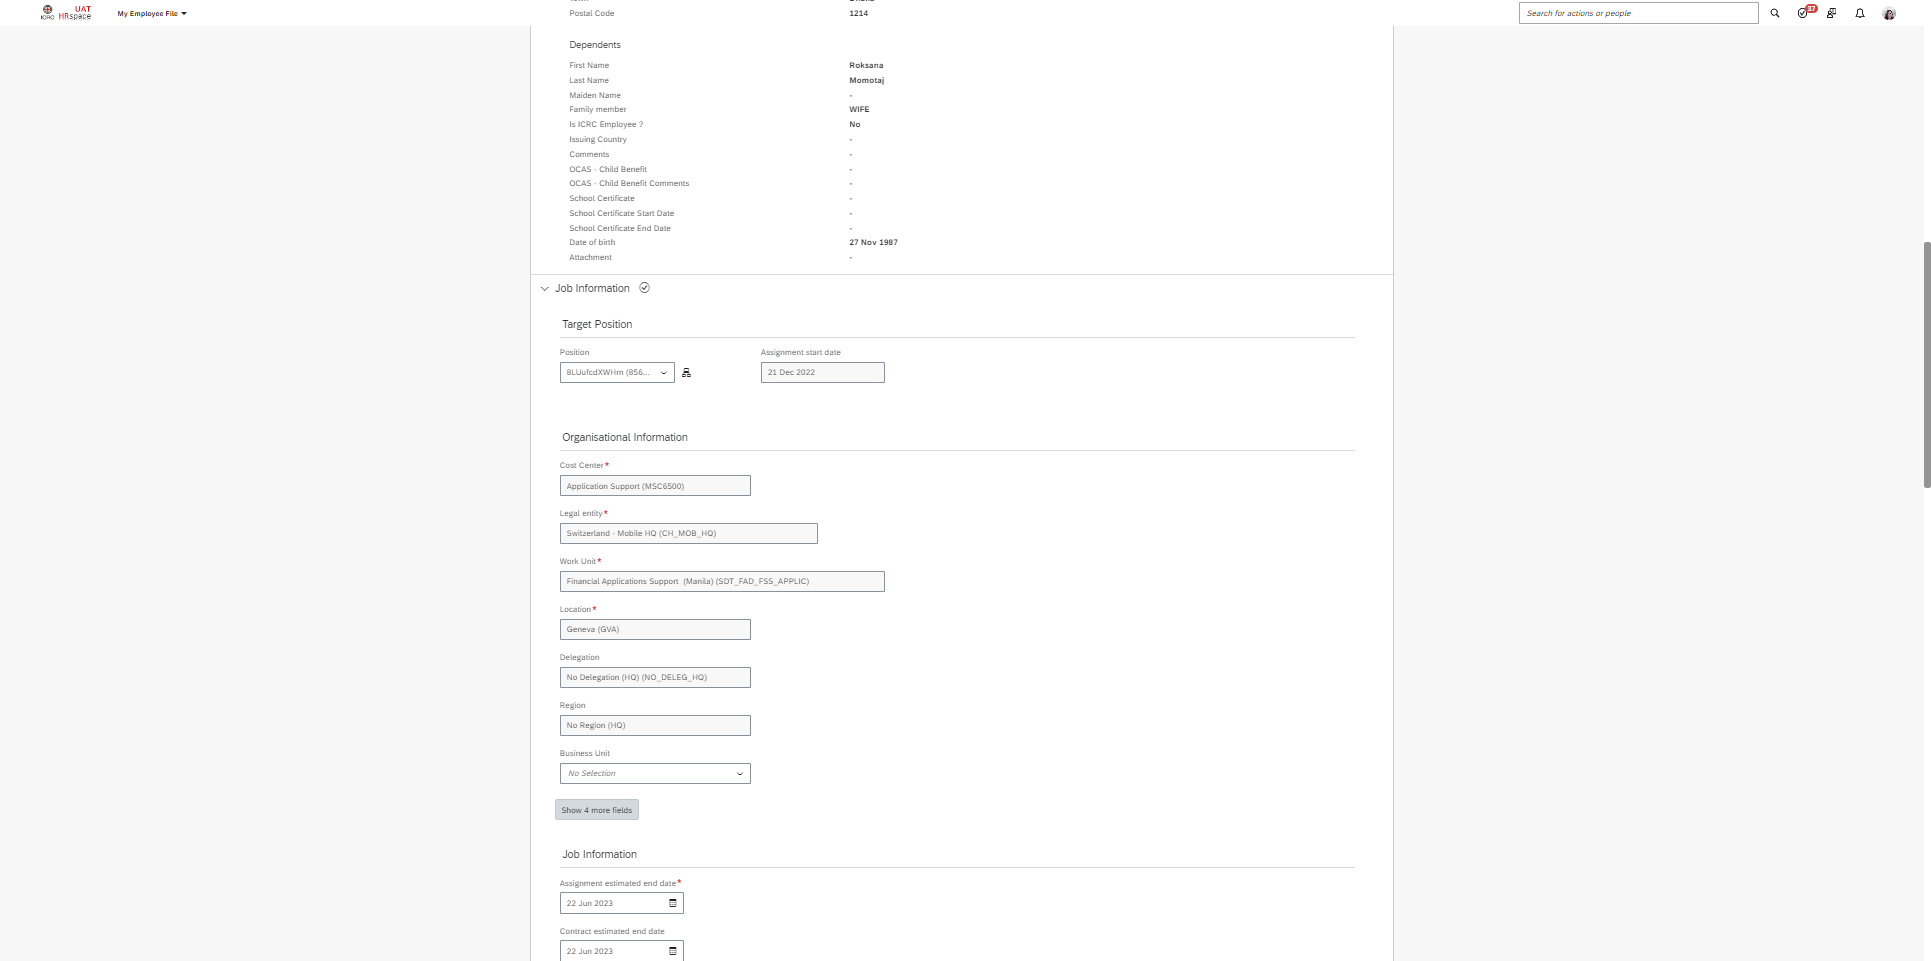 ICRC UAT HRspace
My Employee File
Search for actions or people
37
Postal Code 1214
Dependents
First Name Roksana
Last Name Momotaj
Maiden Name -
Family member WIFE
Is ICRC Employee ? No
Issuing Country -
Comments -
OCAS - Child Benefit -
OCAS - Child Benefit Comments -
School Certificate -
School Certificate Start Date -
School Certificate End Date -
Date of birth 27 Nov 1987
Attachment -
Job Information
Target Position
Position Assignment start date
8LUufcdXWHm (856... 21 Dec 2022
Organisational Information
Cost Center*
Application Support (MSC6500)
Legal entity*
Switzerland - Mobile HQ (CH_MOB_HQ)
Work Unit*
Financial Applications Support (Manila) (SDT_FAD_FSS_APPLIC)
Location*
Geneva (GVA)
Delegation
No Delegation (HQ) (NO_DELEG_HQ)
Region
No Region (HQ)
Business Unit
No Selection
Show 4 more fields
Job Information
Assignment estimated end date*
22 Jun 2023
Contract estimated end date
22 Jun 2023